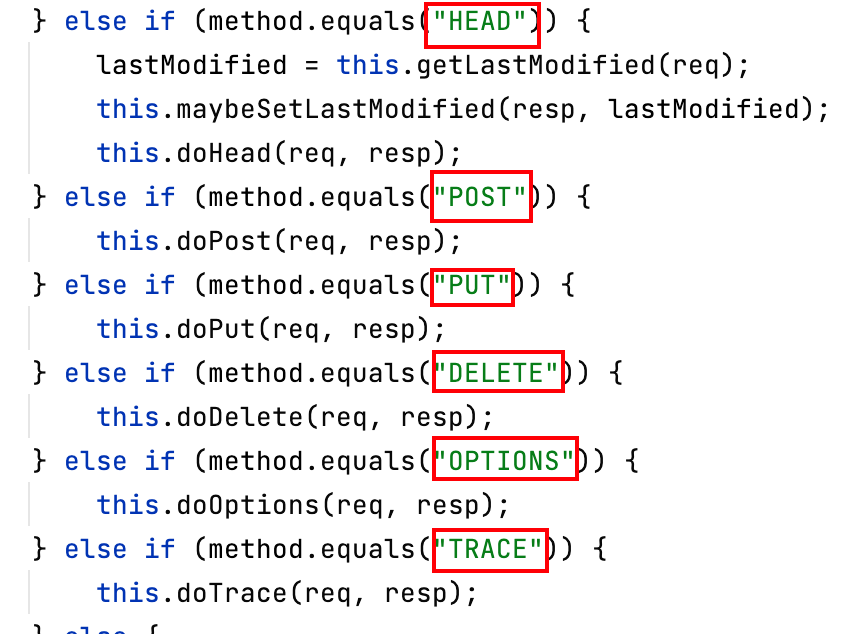 } else if (method.equals("HEAD")) {
lastModified = this.getLastModified(req);
this.maybeSetLastModified(resp, lastModified);
this.doHead(req, resp);
} else if (method.equals("POST")) {
this.doPost(req, resp);
} else if (method.equals("PUT")) {
this.doPut(req, resp);
} else if (method.equals("DELETE")) {
this.doDelete(req, resp);
} else if (method.equals("OPTIONS")) {
this.doOptions(req, resp);
} else if (method.equals("TRACE")) {
this.doTrace(req, resp);
} else {